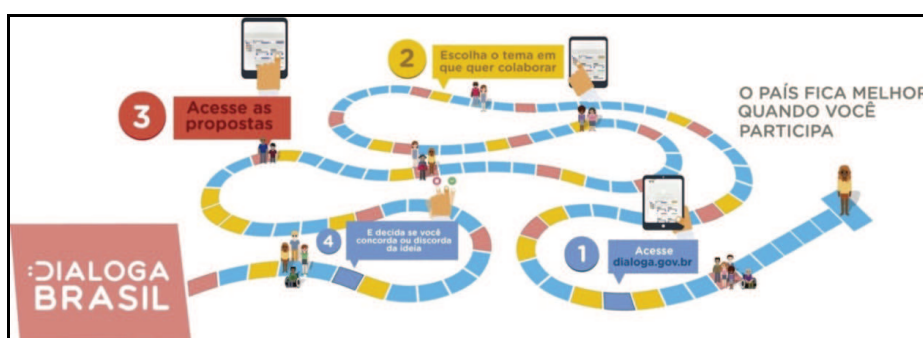 2
Escolha o tema em
que quer colaborar
3
Acesse as
propostas
O PAÍS FICA MELHOR
QUANDO VOCÊ
PARTICIPA
4
E decida se você
concorda ou discorda
da ideia
1
Acesse
dialoga.gov.br
:DIALOGA
BRASIL